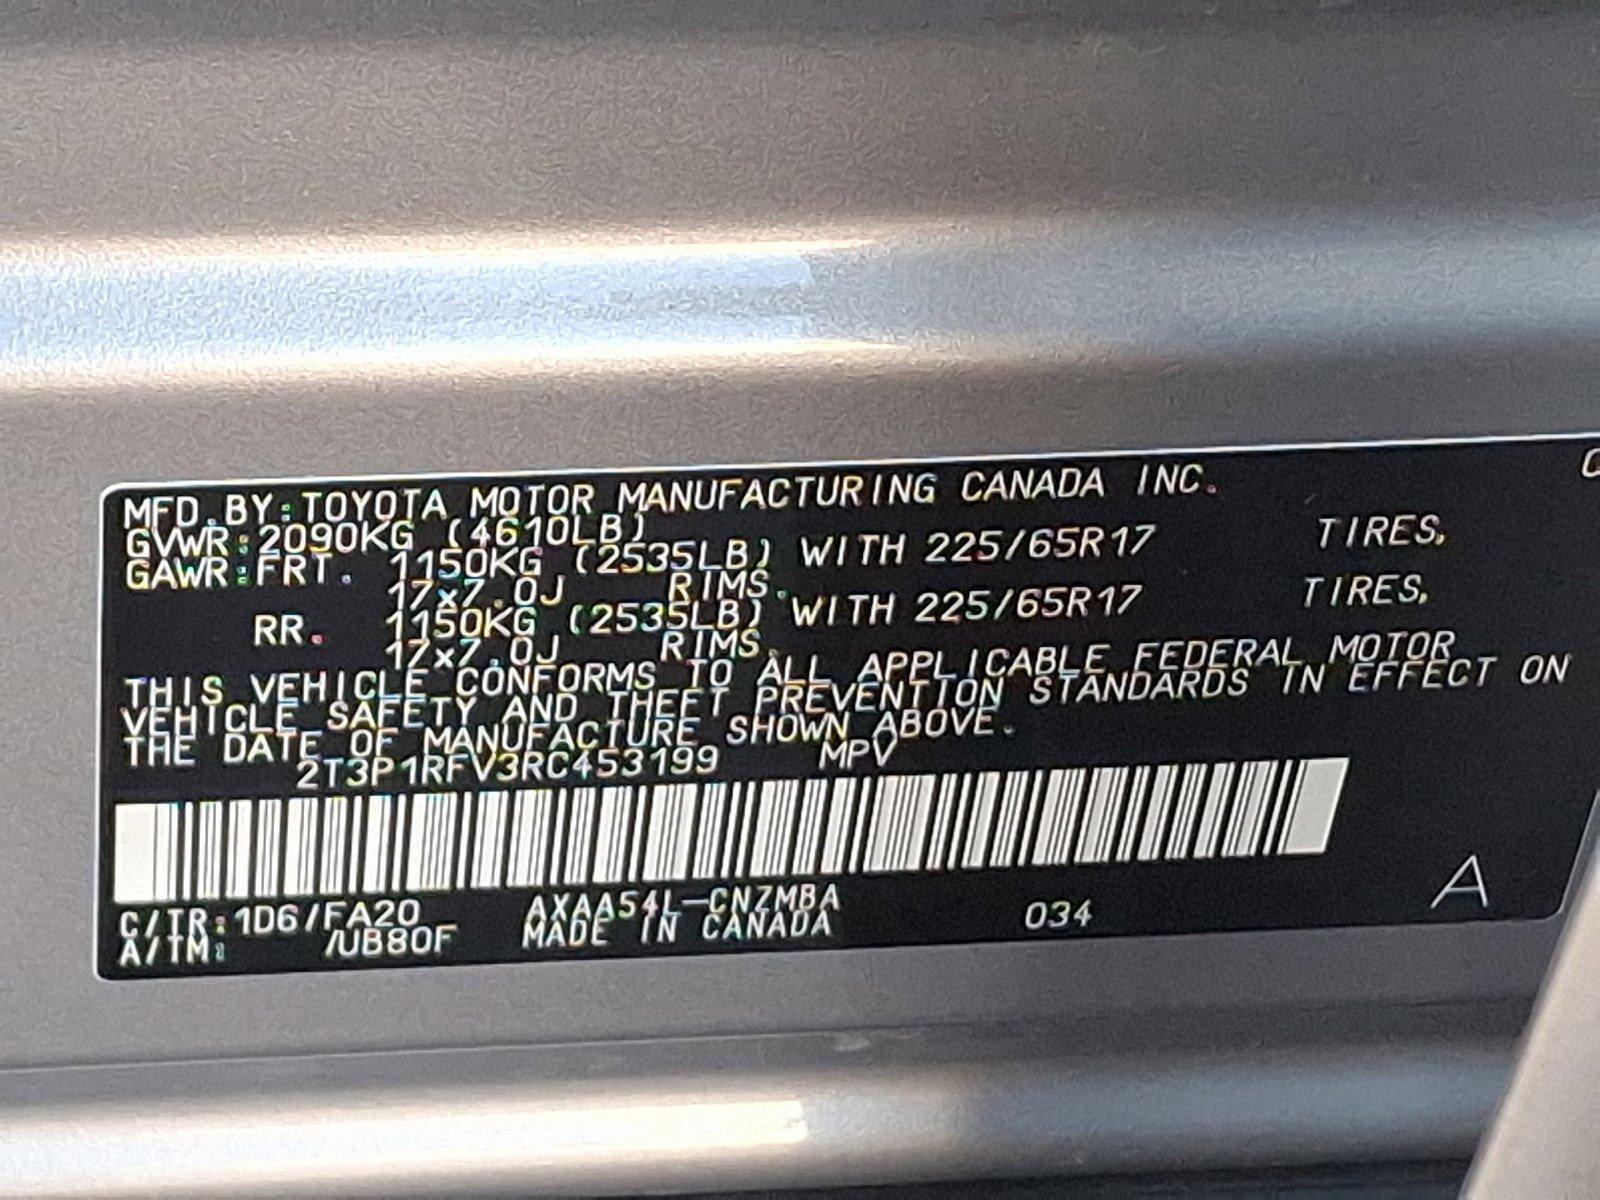 MFD.BY:TOYOTA MOTOR MANUFACTURING CANADA INC.
GVWR:2090KG (4610LB)
GAWR:FRT. 1150KG (2535LB) WITH 225/65R17 TIRES,
17x7.0J RIMS.
RR. 1150KG (2535LB) WITH 225/65R17 TIRES,
17x7.0J RIMS.
THIS VEHICLE CONFORMS TO ALL APPLICABLE FEDERAL MOTOR
VEHICLE SAFETY AND THEFT PREVENTION STANDARDS IN EFFECT ON
THE DATE OF MANUFACTURE SHOWN ABOVE.
2T3P1RFV3RC453199 MPV
C/TR:1D6/FA20 AXAA54L-CNZMBA 034 A
A/TM: /UB80F MADE IN CANADA